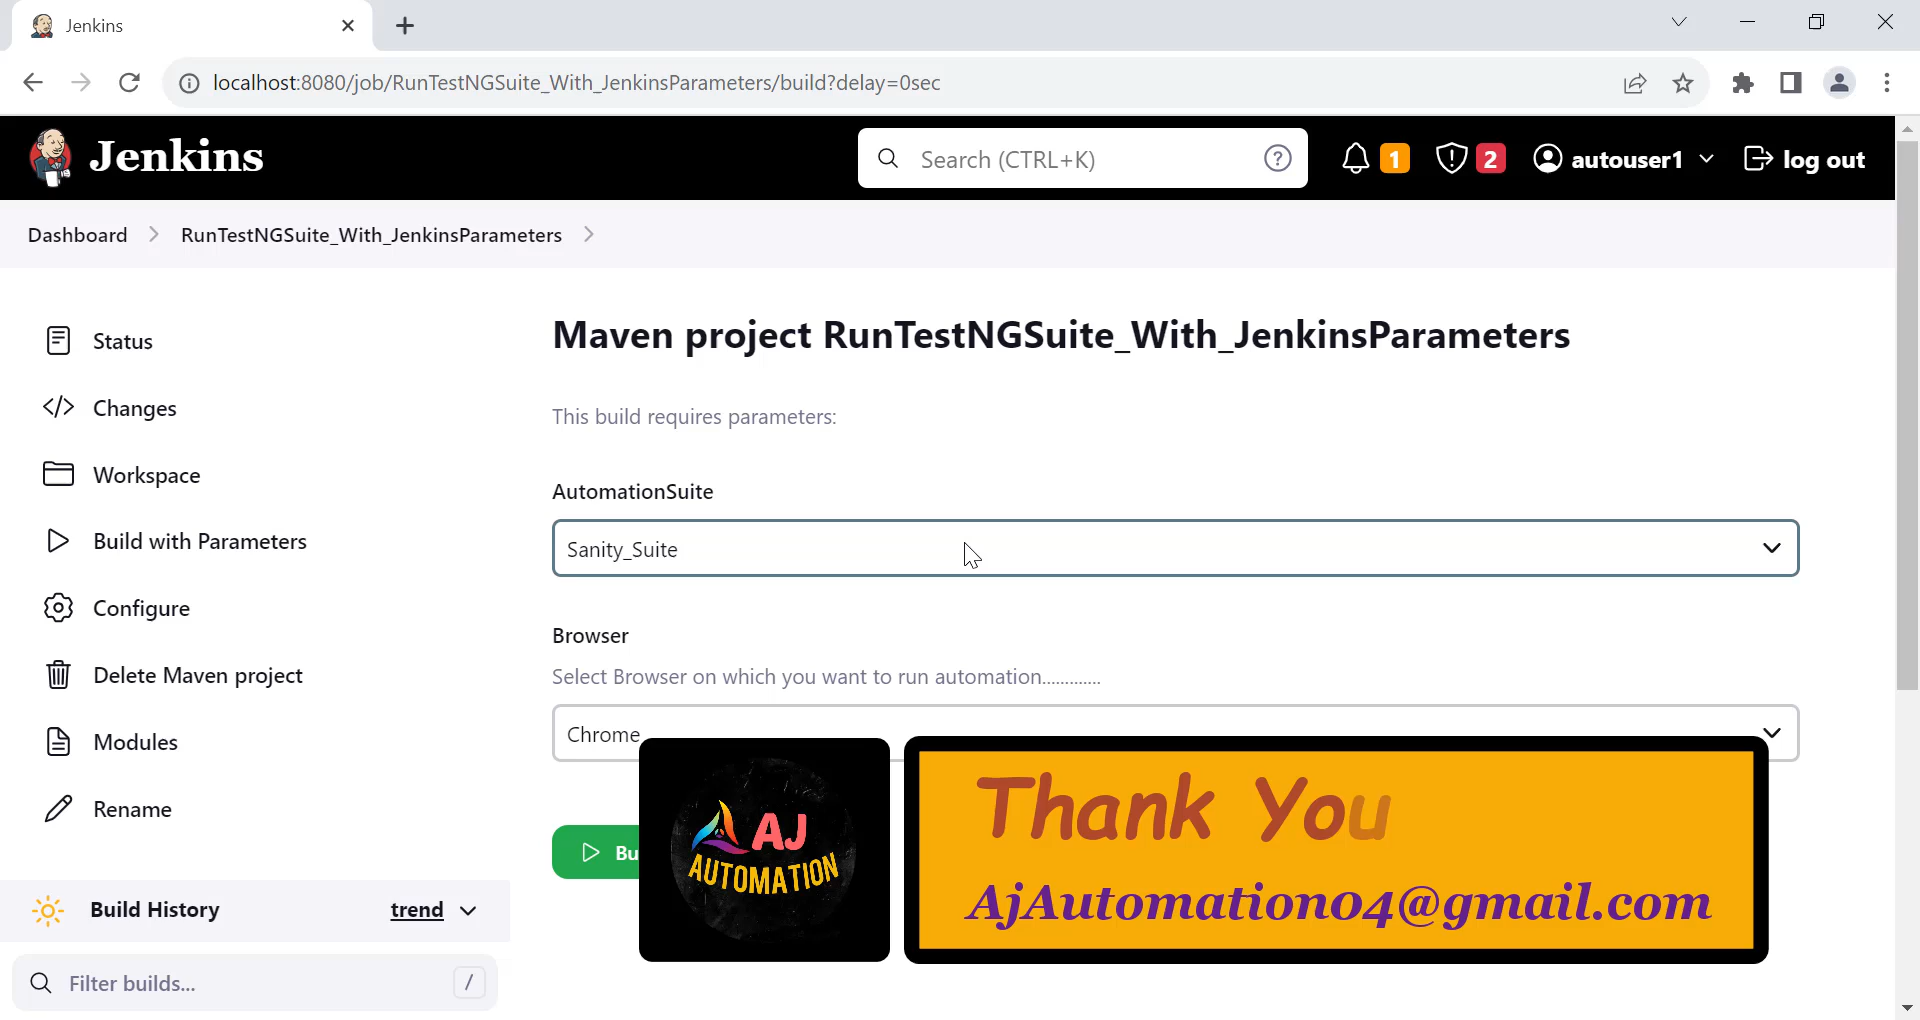 Jenkins
localhost:8080/job/RunTestNGSuite_With_JenkinsParameters/build?delay=0sec
Jenkins
Search (CTRL+K)
1
2
autouser1
log out
Dashboard
RunTestNGSuite_With_JenkinsParameters
Status
Changes
Workspace
Build with Parameters
Configure
Delete Maven project
Modules
Rename
Build History
trend
Filter builds...
/
Maven project RunTestNGSuite_With_JenkinsParameters
This build requires parameters:
AutomationSuite
Sanity_Suite
Browser
Select Browser on which you want to run automation.............
Chrome
Bu
AJ
AUTOMATION
Thank You
AjAutomation04@gmail.com